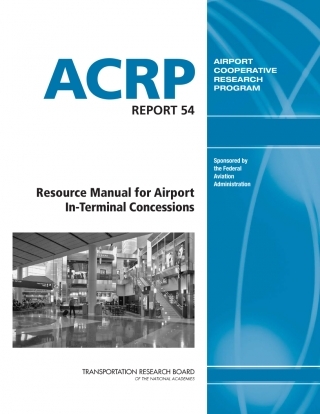 ACRP
REPORT 54
AIRPORT
COOPERATIVE
RESEARCH
PROGRAM
Sponsored by
the Federal
Aviation
Administration
Resource Manual for Airport
In-Terminal Concessions
TRANSPORTATION RESEARCH BOARD
OF THE NATIONAL ACADEMIES